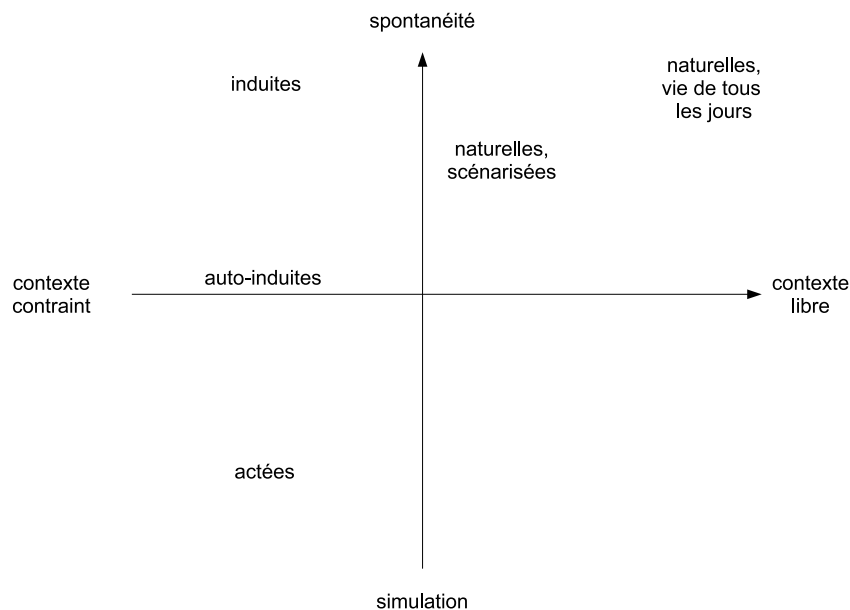 spontanéité
induites
naturelles,
vie de tous
les jours
naturelles,
scénarisées
auto-induites
contexte
contraint
contexte
libre
actées
simulation